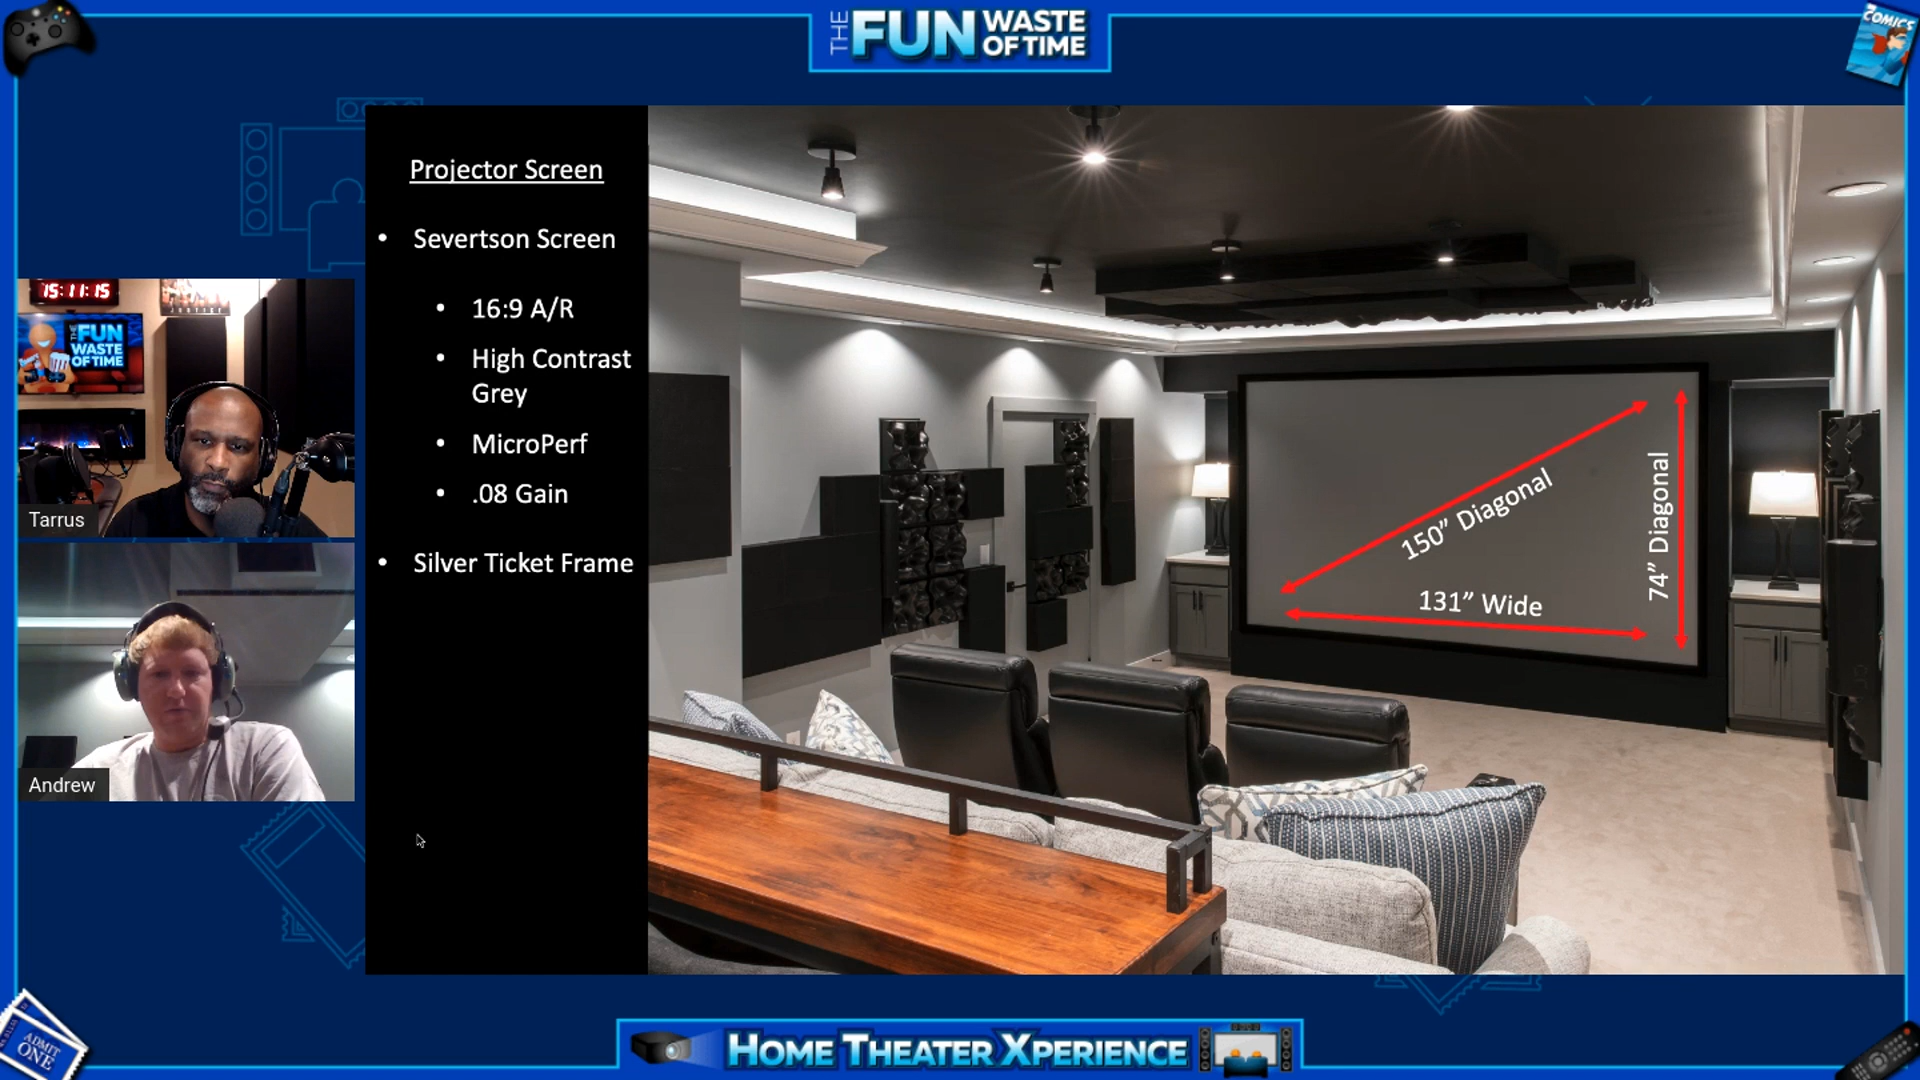 THE FUN WASTE OF TIME
COMICS
Projector Screen
• Severtson Screen
• 16:9 A/R
• High Contrast
Grey
• MicroPerf
• .08 Gain
• Silver Ticket Frame
150” Diagonal
131” Wide
74” Diagonal
15:11:15
THE FUN
WASTE
OF TIME
Tarrus
Andrew
ADMIT
ONE
HOME THEATER XPERIENCE